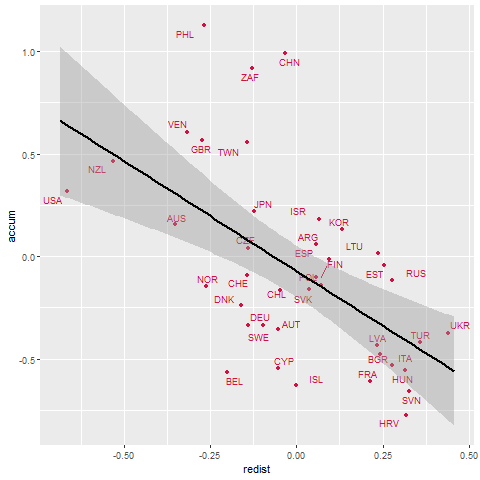 PHL
1.0
CHN
ZAF
VEN
GBR
TWN
0.5
NZL
USA
JPN
ISR
AUS
KOR
ARG
LTU
CZE
ESP
0.0
FIN
EST
RUS
POL
NOR
CHE
CHL
SVK
DNK
DEU
AUT
UKR
SWE
TUR
LVA
-0.5
BGR
ITA
CYP
BEL
ISL
FRA
HUN
SVN
HRV
accum
-0.50
-0.25
0.00
0.25
0.50
redist